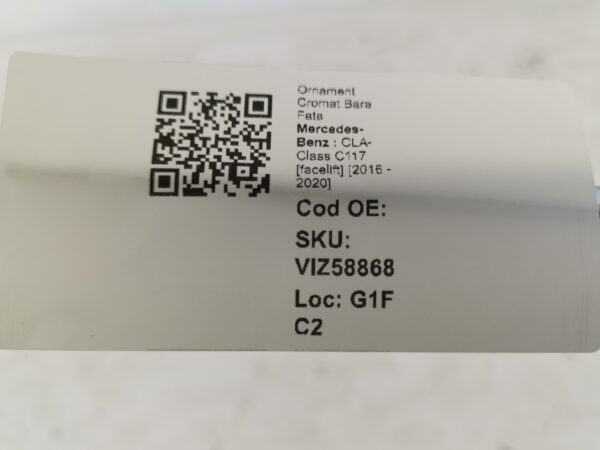 Ornament
Cromat Bara
Fata
Mercedes-
Benz : CLA-
Class C117
[facelift] [2016 -
2020]
Cod OE:
SKU:
VIZ58868
Loc: G1F
C2